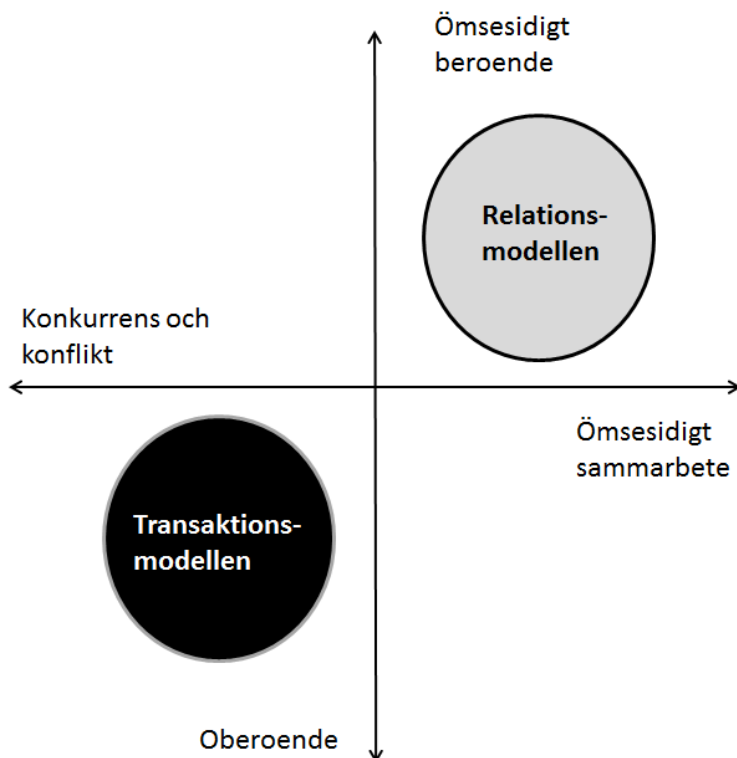 Ömsesidigt
beroende
Relations-
modellen
Konkurrens och
konflikt
Ömsesidigt
sammarbete
Transaktions-
modellen
Oberoende